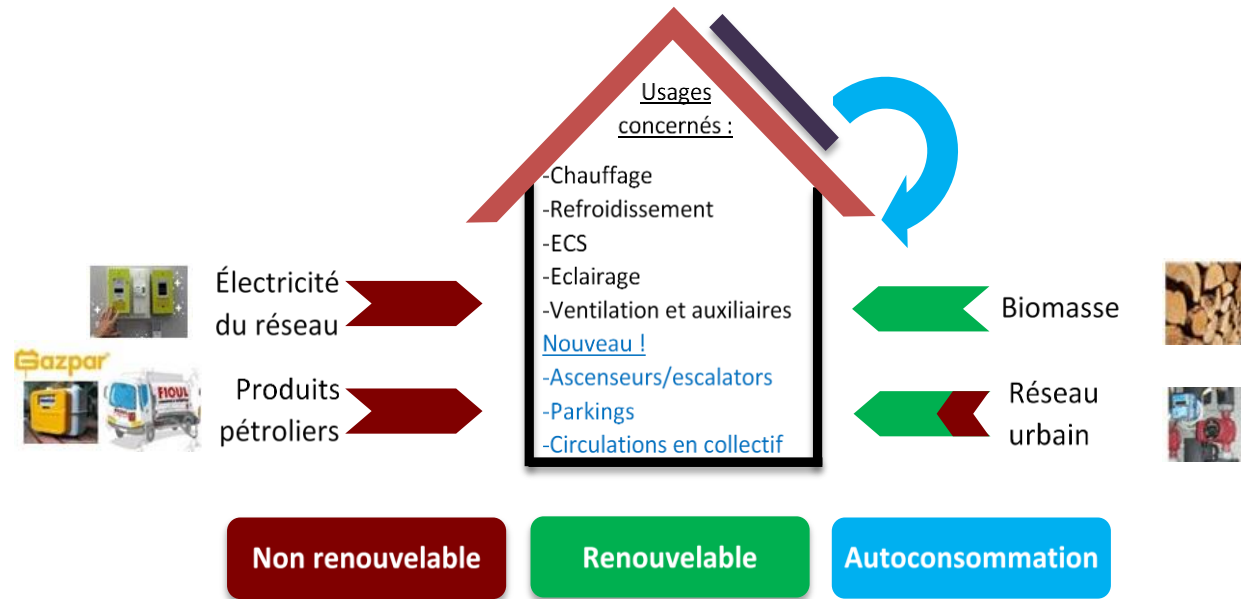 Usages
concernés :
-Chauffage
-Refroidissement
-ECS
-Eclairage
-Ventilation et auxiliaires
Nouveau !
-Ascenseurs/escalators
-Parkings
-Circulations en collectif
Électricité
du réseau
Gazpar
FIOUL
Produits
pétroliers
Biomasse
Réseau
urbain
Non renouvelable
Renouvelable
Autoconsommation